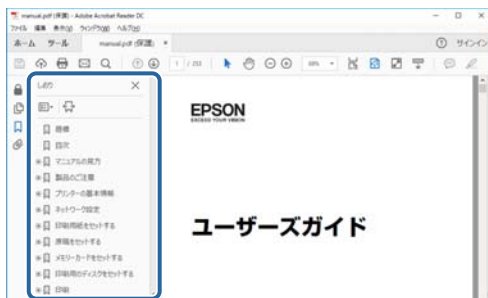 manual.pdf (保護) - Adobe Acrobat Reader DC
ファイル 編集 表示(V) ウィンドウ(W) ヘルプ(H)
ホーム ツール manual.pdf (保護) ×
サインイン
1 / 253
しおり ×
商標
目次
マニュアルの見方
製品のご注意
プリンターの基本情報
ネットワーク設定
印刷用紙をセットする
原稿をセットする
メモリーカードをセットする
印刷用のディスクをセットする
印刷
EPSON
EXCEED YOUR VISION
ユーザーズガイド